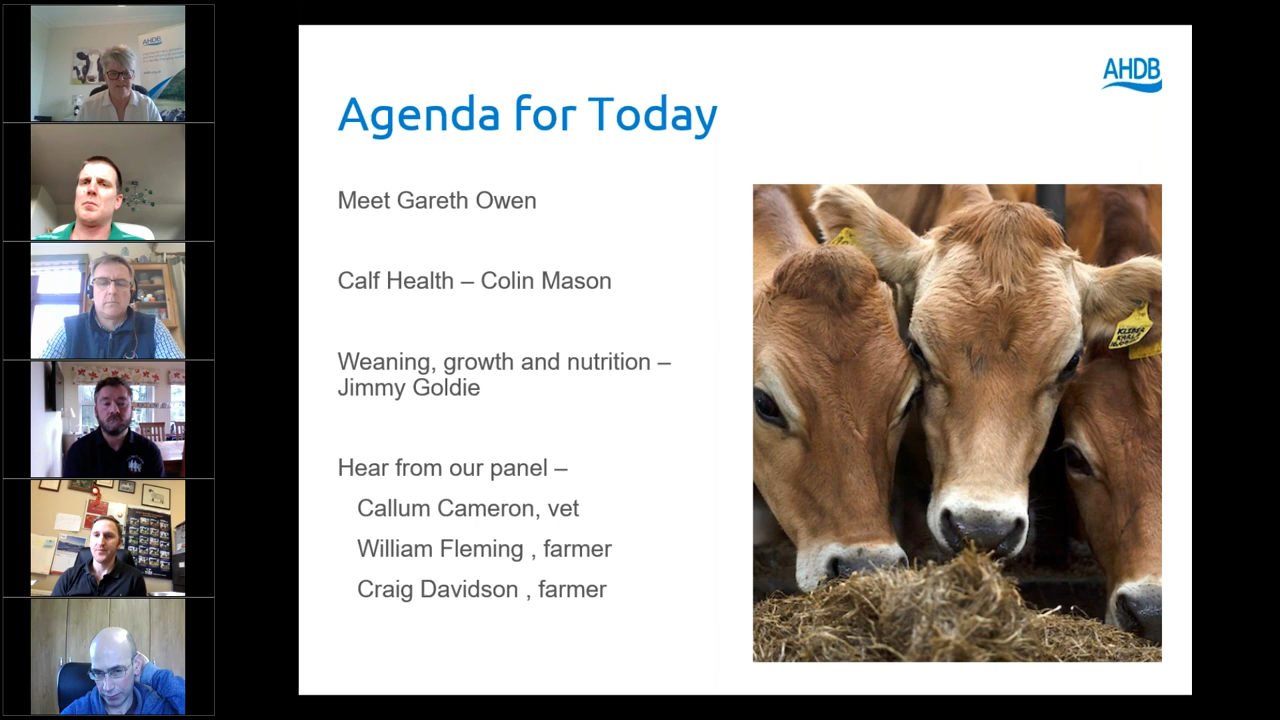 AHDB
AHDB
Agenda for Today
Meet Gareth Owen
Calf Health – Colin Mason
Weaning, growth and nutrition –
Jimmy Goldie
Hear from our panel –
Callum Cameron, vet
William Fleming , farmer
Craig Davidson , farmer